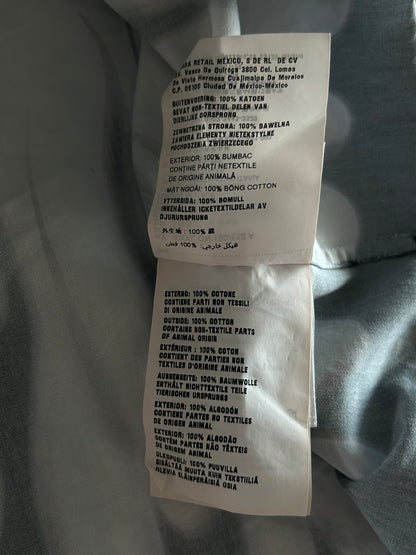 RETAIL MÉXICO, S DE RL DE CV
Av. Vasco De Quiroga 3800 Col. Lomas
De Vista Hermosa Cuajimalpa De Morelos
C.P. 05100 Ciudad De México-México
BUITENVOERING: 100% KATOEN
BEVAT NON-TEXTIEL DELEN VAN
DIERLIJKE OORSPRONG
ZEWNĘTRZNA STRONA: 100% BAWEŁNA
ZAWIERA ELEMENTY NIETEKSTYLNE
POCHODZENIA ZWIERZĘCEGO
EXTERIOR: 100% BUMBAC
CONȚINE PĂRȚI NETEXTILE
DE ORIGINE ANIMALĂ
MẶT NGOÀI: 100% BÔNG COTTON
YTTERSIDA: 100% BOMULL
INNEHÅLLER ICKETEXTILDELAR AV
DJURURSPRUNG
100%
هيكل خارجي: 100% قطن
ESTERNO: 100% COTONE
CONTIENE PARTI NON TESSILI
DI ORIGINE ANIMALE
OUTSIDE: 100% COTTON
CONTAINS NON-TEXTILE PARTS
OF ANIMAL ORIGIN
EXTÉRIEUR : 100% COTON
CONTIENT DES PARTIES NON
TEXTILES D'ORIGINE ANIMALE
AUSSENSEITE: 100% BAUMWOLLE
ENTHÄLT NICHTTEXTILE TEILE
TIERISCHEN URSPRUNGS
EXTERIOR: 100% ALGODÓN
CONTIENE PARTES NO TEXTILES
DE ORIGEN ANIMAL
EXTERIOR: 100% ALGODÃO
CONTÉM PARTES NÃO TÊXTEIS
DE ORIGEM ANIMAL
ULKOPUOLI: 100% PUUVILLA
SISÄLTÄÄ MUUTA KUIN TEKSTIILIÄ
OLEVIA ELÄINPERÄISIÄ OSIA